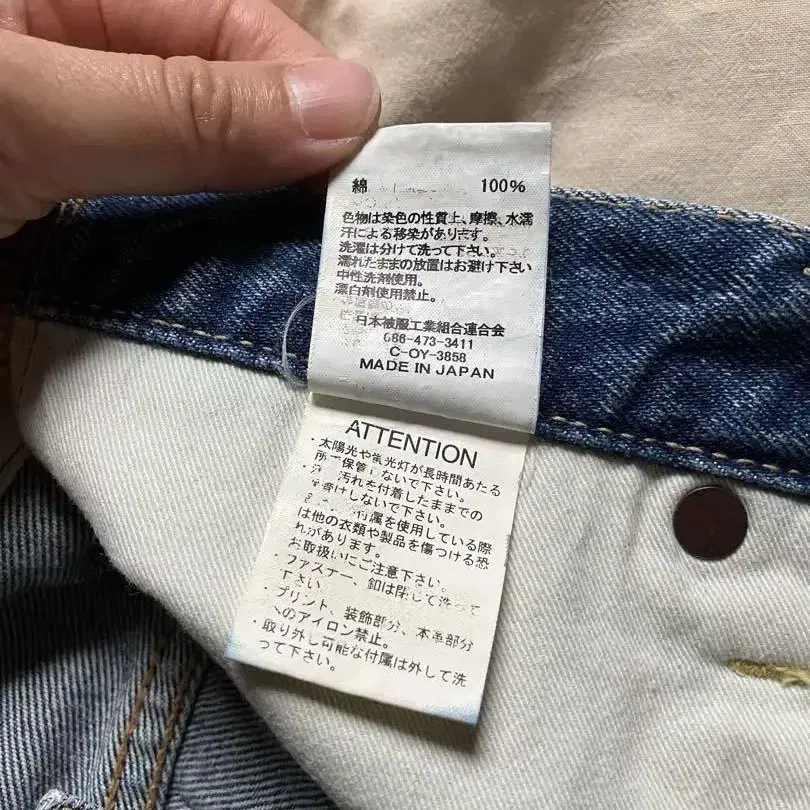 綿 100%
色物は染色の性質上、摩擦、水濡
汗による移染があります。
洗濯は分けて洗って下さい。
濡れたままの放置はお避け下さい
中性洗剤使用。
漂白剤使用禁止。
日本被服工業組合連合会
086-473-3411
C-OY-3858
MADE IN JAPAN
ATTENTION
・太陽光や蛍光灯が長時間あたる
所で保管しないで下さい。
汚れを付着したままでの
しないで下さい。
付属を使用している際
は他の衣類や製品を傷つける恐
れがあります。
お取扱いにご注意下さい。
・ファスナー、釦は閉じて洗って
下さい
・プリント、装飾部分、本革部分
へのアイロン禁止。
・取り外し可能な付属は外して洗
って下さい。